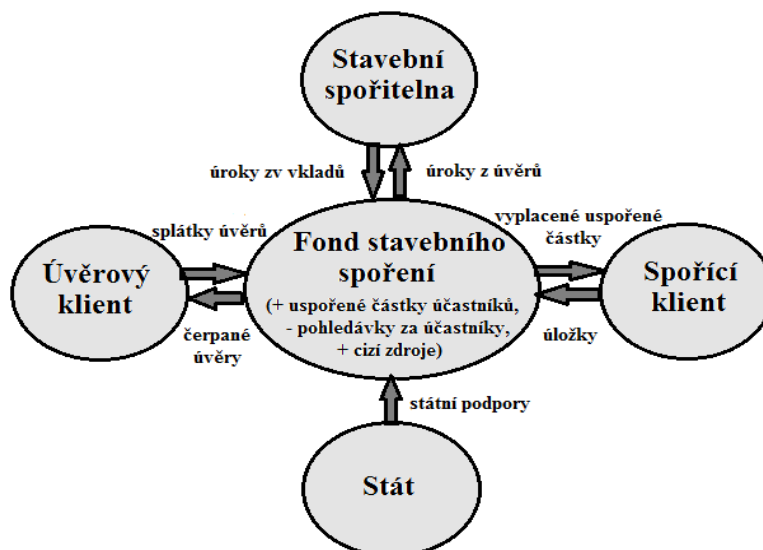 Stavební
spořitelna
úroky zv vkladů
úroky z úvěrů
splátky úvěrů
vyplacené uspořené
částky
Fond stavebního
spoření
(+ uspořené částky účastníků,
- pohledávky za účastníky,
+ cizí zdroje)
Úvěrový
klient
Spořící
klient
čerpané
úvěry
úložky
státní podpory
Stát